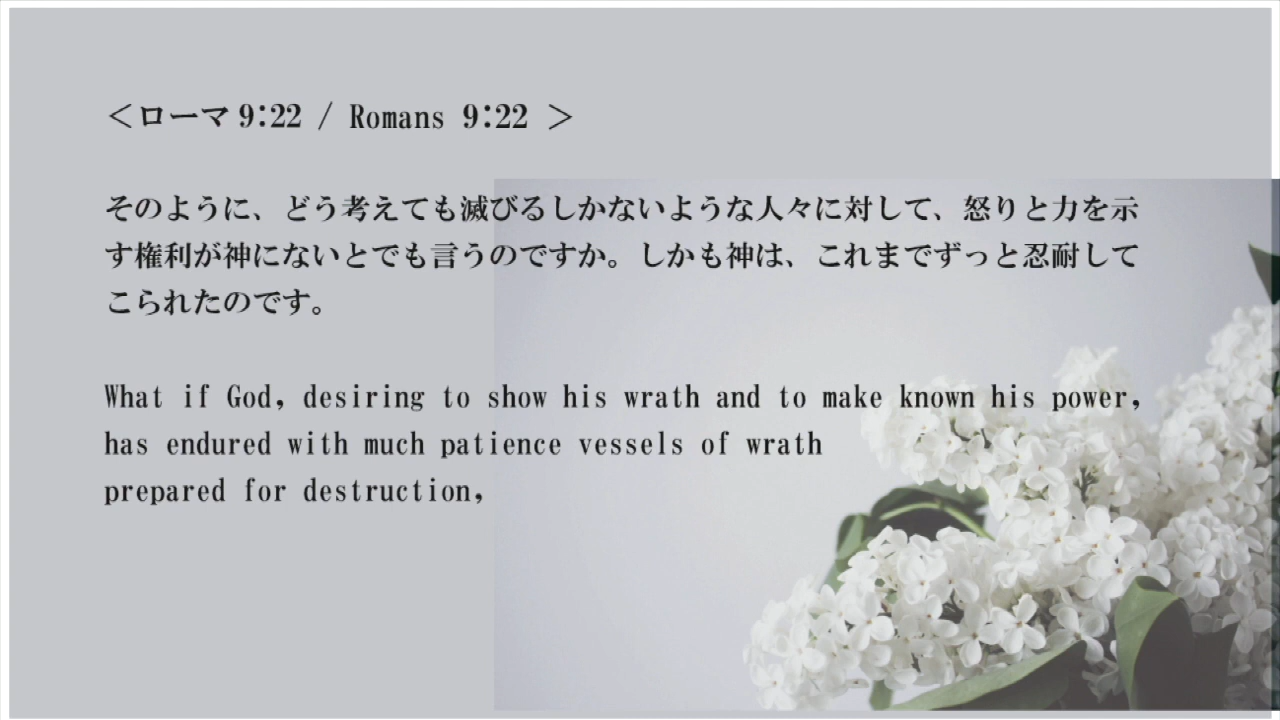 ＜ローマ 9:22 / Romans 9:22 ＞
そのように、どう考えても滅びるしかないような人々に対して、怒りと力を示
す権利が神にないとでも言うのですか。しかも神は、これまでずっと忍耐して
こられたのです。
What if God, desiring to show his wrath and to make known his power,
has endured with much patience vessels of wrath
prepared for destruction,